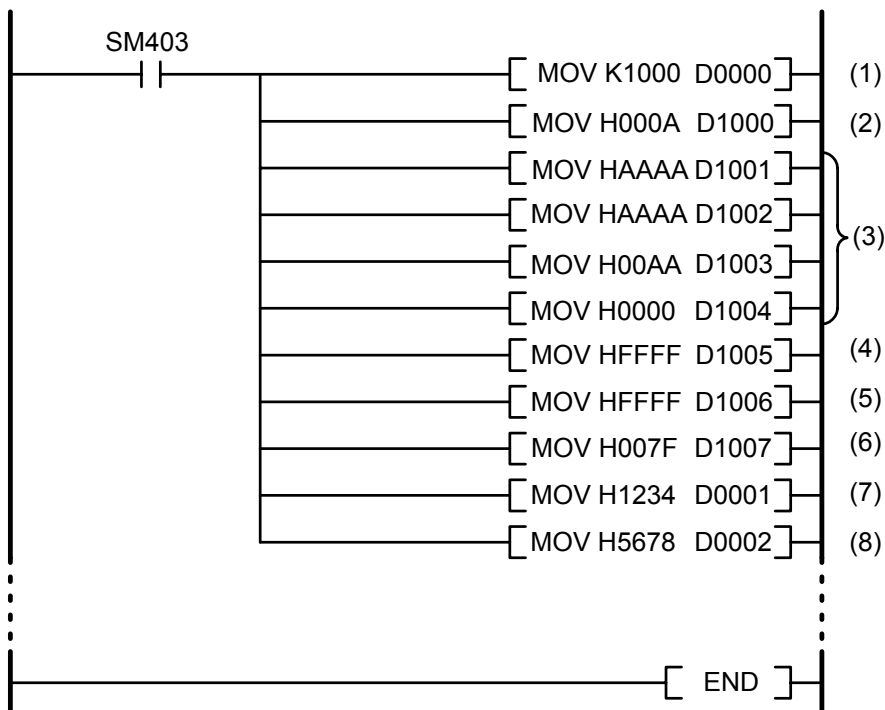 SM403
MOV K1000 D0000 (1)
MOV H000A D1000 (2)
MOV HAAAA D1001
MOV HAAAA D1002
(3)
MOV H00AA D1003
MOV H0000 D1004
MOV HFFFF D1005 (4)
MOV HFFFF D1006 (5)
MOV H007F D1007 (6)
MOV H1234 D0001 (7)
MOV H5678 D0002 (8)
END